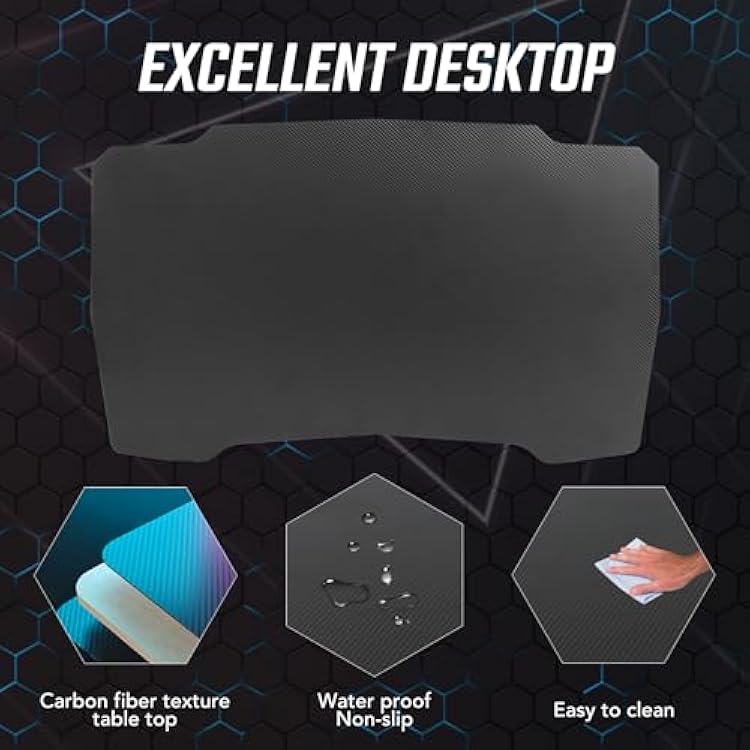 EXCELLENT DESKTOP
Carbon fiber texture
table top
Water proof
Non-slip
Easy to clean